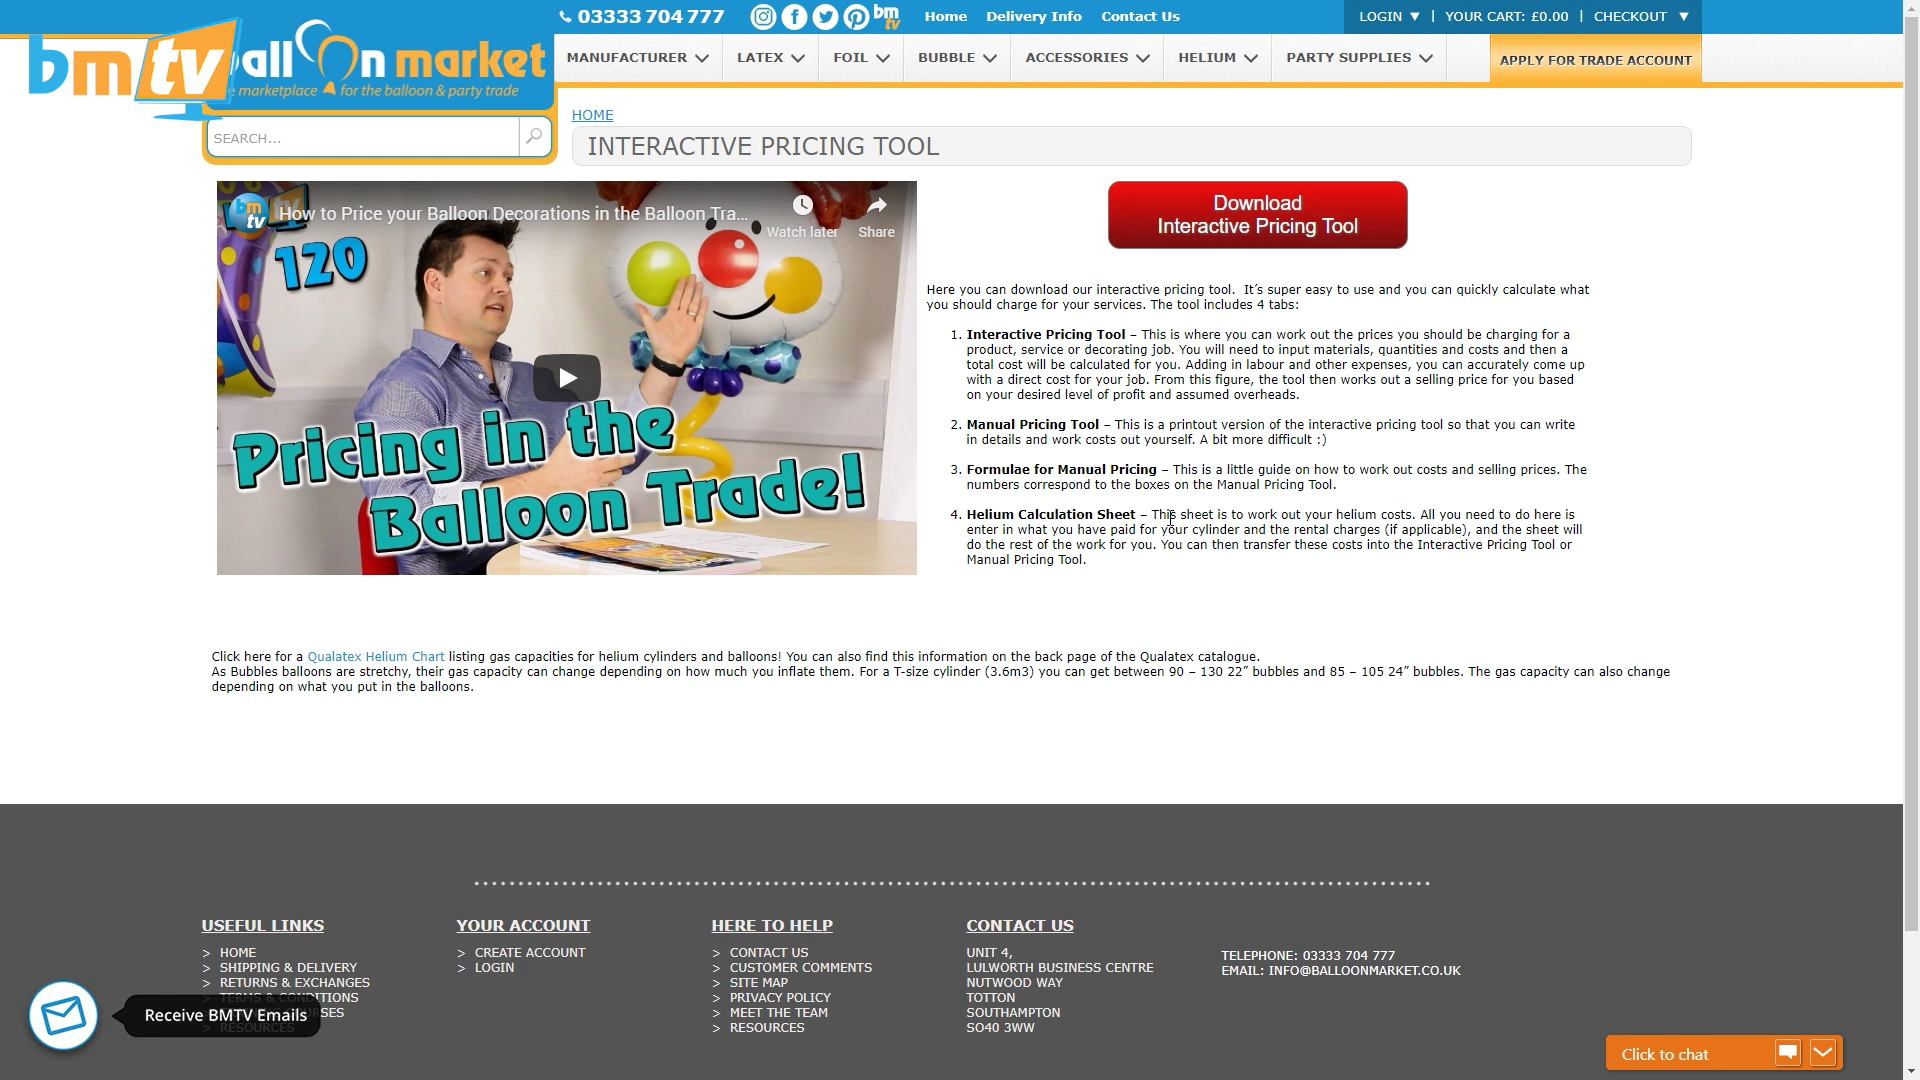 03333 704 777
bm tv
Home
Delivery Info
Contact Us
LOGIN ▼ | YOUR CART: £0.00 | CHECKOUT ▼
bmtv
market
marketplace for the balloon & party trade
MANUFACTURER
LATEX
FOIL
BUBBLE
ACCESSORIES
HELIUM
PARTY SUPPLIES
APPLY FOR TRADE ACCOUNT
SEARCH...
HOME
INTERACTIVE PRICING TOOL
bm tv
How to Price your Balloon Decorations in the Balloon Tra...
Watch later
Share
120
Pricing in the
Balloon Trade!
Download
Interactive Pricing Tool
Here you can download our interactive pricing tool.  It's super easy to use and you can quickly calculate what
you should charge for your services. The tool includes 4 tabs:
1. Interactive Pricing Tool – This is where you can work out the prices you should be charging for a
product, service or decorating job. You will need to input materials, quantities and costs and then a
total cost will be calculated for you. Adding in labour and other expenses, you can accurately come up
with a direct cost for your job. From this figure, the tool then works out a selling price for you based
on your desired level of profit and assumed overheads.
2. Manual Pricing Tool – This is a printout version of the interactive pricing tool so that you can write
in details and work costs out yourself. A bit more difficult :)
3. Formulae for Manual Pricing – This is a little guide on how to work out costs and selling prices. The
numbers correspond to the boxes on the Manual Pricing Tool.
4. Helium Calculation Sheet – This sheet is to work out your helium costs. All you need to do here is
enter in what you have paid for your cylinder and the rental charges (if applicable), and the sheet will
do the rest of the work for you. You can then transfer these costs into the Interactive Pricing Tool or
Manual Pricing Tool.
Click here for a Qualatex Helium Chart listing gas capacities for helium cylinders and balloons! You can also find this information on the back page of the Qualatex catalogue.
As Bubbles balloons are stretchy, their gas capacity can change depending on how much you inflate them. For a T-size cylinder (3.6m3) you can get between 90 – 130 22” bubbles and 85 – 105 24” bubbles. The gas capacity can also change
depending on what you put in the balloons.
USEFUL LINKS
> HOME
> SHIPPING & DELIVERY
> RETURNS & EXCHANGES
> TERMS & CONDITIONS
> RESOURCES
Receive BMTV Emails
YOUR ACCOUNT
> CREATE ACCOUNT
> LOGIN
HERE TO HELP
> CONTACT US
> CUSTOMER COMMENTS
> SITE MAP
> PRIVACY POLICY
> MEET THE TEAM
> RESOURCES
CONTACT US
UNIT 4,
LULWORTH BUSINESS CENTRE
NUTWOOD WAY
TOTTON
SOUTHAMPTON
SO40 3WW
TELEPHONE: 03333 704 777
EMAIL: INFO@BALLOONMARKET.CO.UK
Click to chat